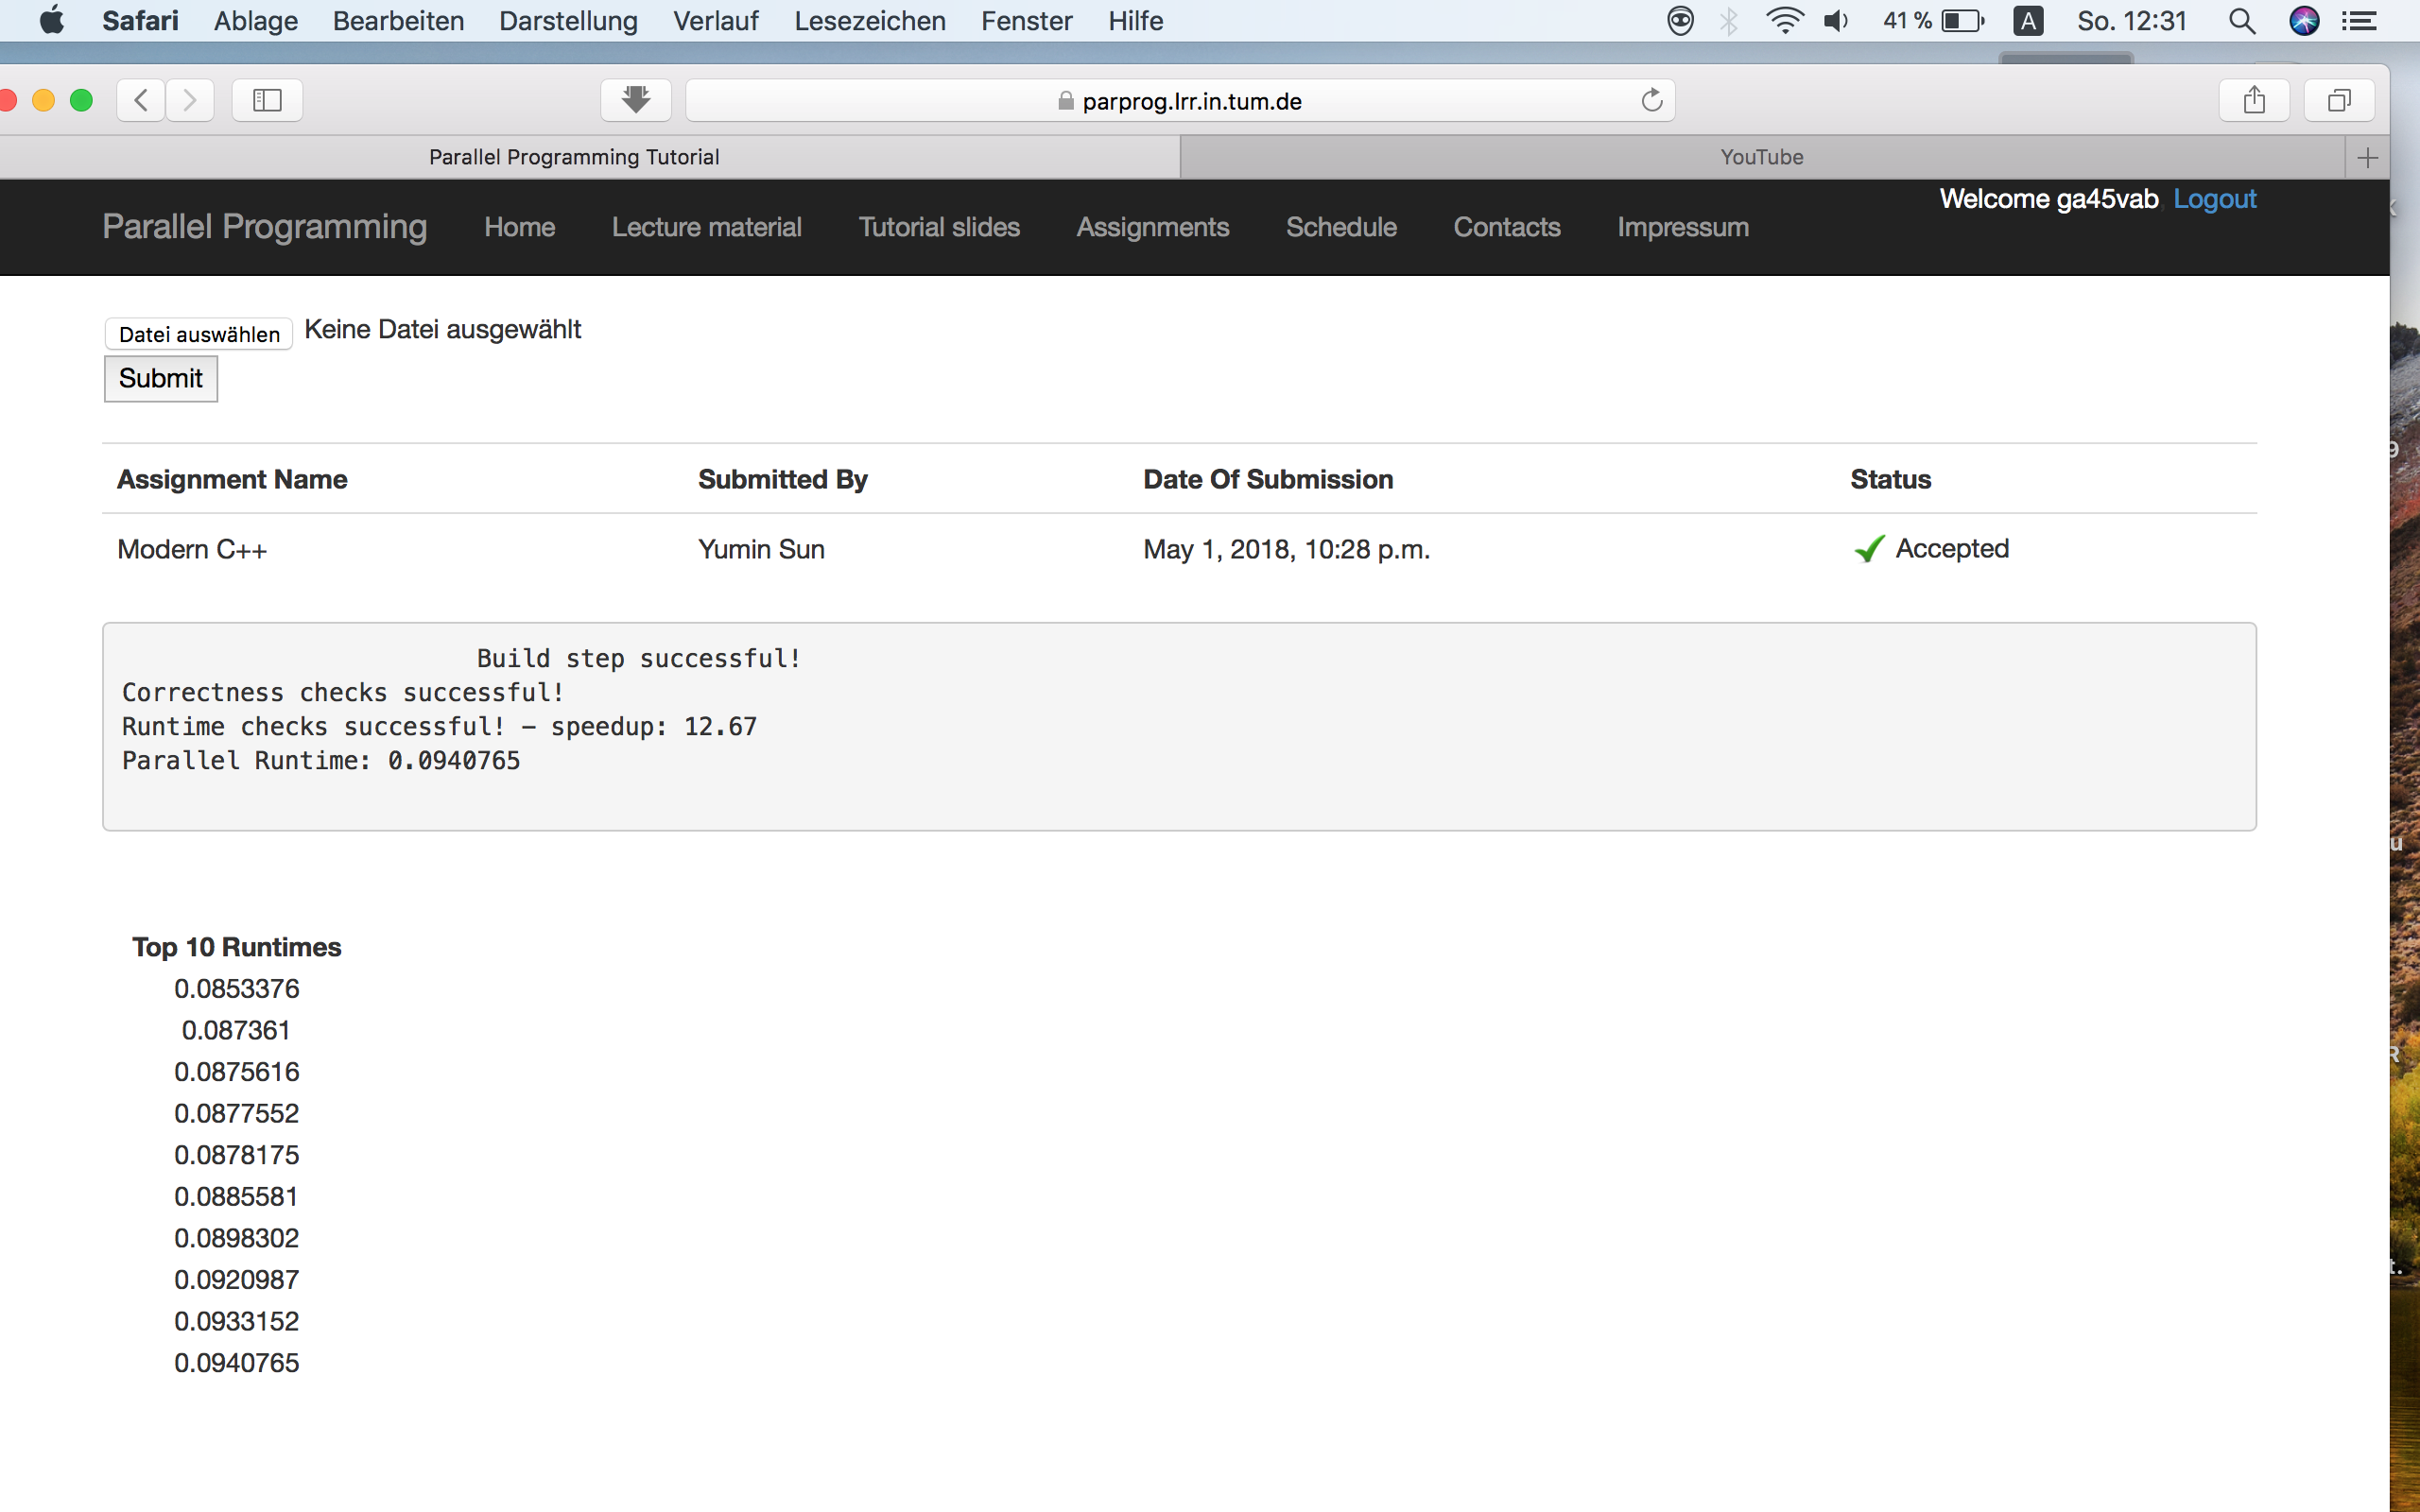 Safari Ablage Bearbeiten Darstellung Verlauf Lesezeichen Fenster Hilfe 41 % A So. 12:31
parprog.lrr.in.tum.de
Parallel Programming Tutorial YouTube
Welcome ga45vab, Logout
Parallel Programming Home Lecture material Tutorial slides Assignments Schedule Contacts Impressum
Datei auswählen Keine Datei ausgewählt
Submit
Assignment Name Submitted By Date Of Submission Status
Modern C++ Yumin Sun May 1, 2018, 10:28 p.m. Accepted
Build step successful!
Correctness checks successful!
Runtime checks successful! - speedup: 12.67
Parallel Runtime: 0.0940765
Top 10 Runtimes
0.0853376
0.087361
0.0875616
0.0877552
0.0878175
0.0885581
0.0898302
0.0920987
0.0933152
0.0940765